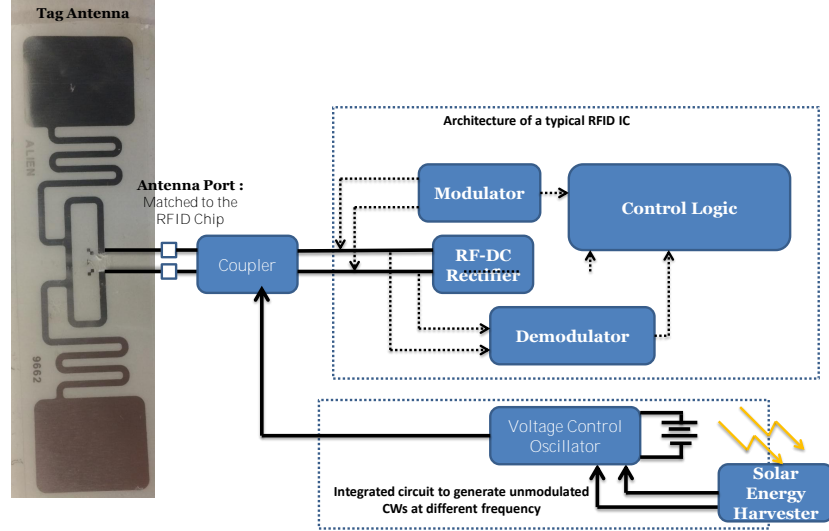 Tag Antenna
ALIEN
9662
Antenna Port :
Matched to the
RFID Chip
Coupler
Architecture of a typical RFID IC
Modulator
Control Logic
RF-DC
Rectifier
Demodulator
Voltage Control
Oscillator
Solar
Energy
Harvester
Integrated circuit to generate unmodulated
CWs at different frequency